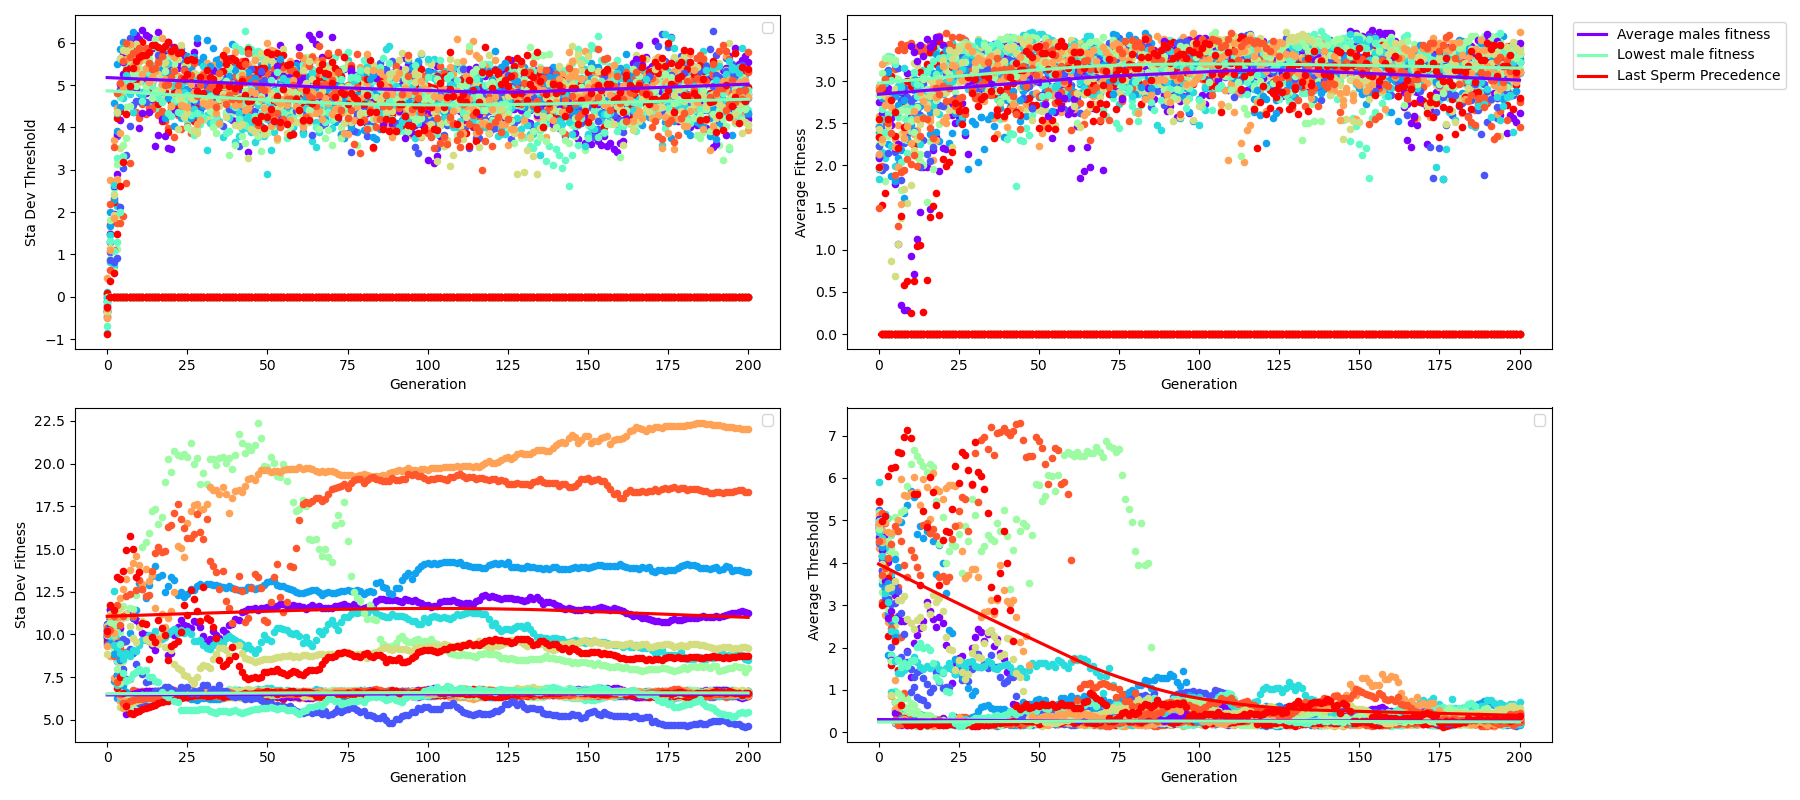 6
5
4
3
2
1
0
−1
Sta Dev Threshold
0 25 50 75 100 125 150 175 200
Generation
3.5
3.0
2.5
2.0
1.5
1.0
0.5
0.0
Average Fitness
0 25 50 75 100 125 150 175 200
Generation
Average males fitness
Lowest male fitness
Last Sperm Precedence
22.5
20.0
17.5
15.0
12.5
10.0
7.5
5.0
Sta Dev Fitness
0 25 50 75 100 125 150 175 200
Generation
7
6
5
4
3
2
1
0
Average Threshold
0 25 50 75 100 125 150 175 200
Generation